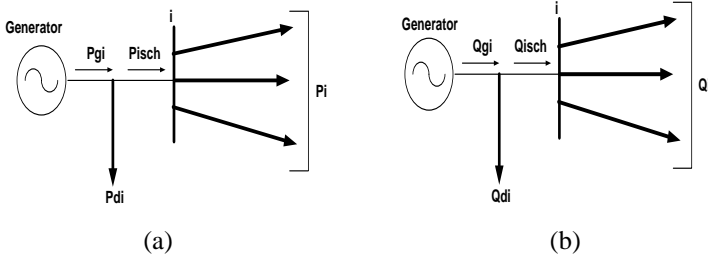 Generator
Pgi
Pisch
i
Pi
Pdi
(a)
Generator
Qgi
Qisch
i
Q
Qdi
(b)